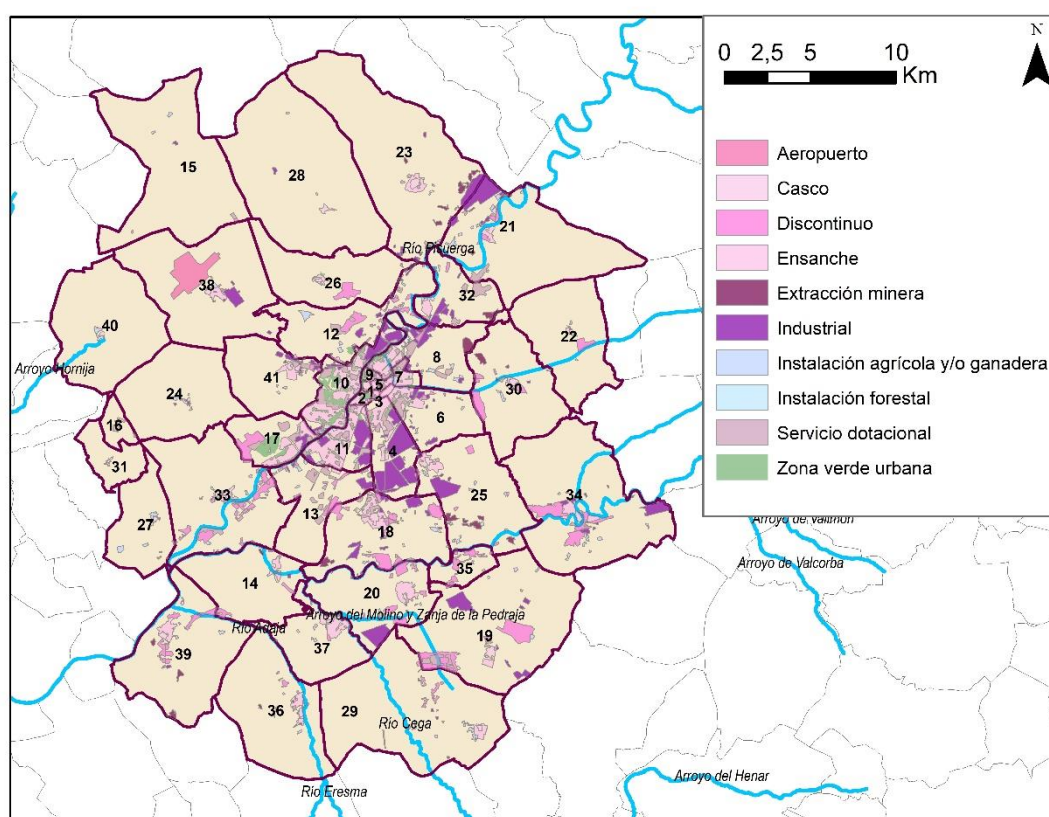 0 2,5 5 10
Km
N
Aeropuerto
Casco
Discontinuo
Ensanche
Extracción minera
Industrial
Instalación agrícola y/o ganadera
Instalación forestal
Servicio dotacional
Zona verde urbana
15
28
23
21
Río Pisuerga
38
26
32
40
12
22
Arroyo Hornija
41
10
9
5
7
8
30
24
2
1
3
16
17
6
31
11
4
33
25
34
27
13
18
Arroyo de Valimón
Arroyo de Valcorba
14
35
20
Arroyo del Molino y Zanja de la Pedraja
Río Adaja
19
39
37
36
29
Río Cega
Río Eresma
Arroyo del Henar